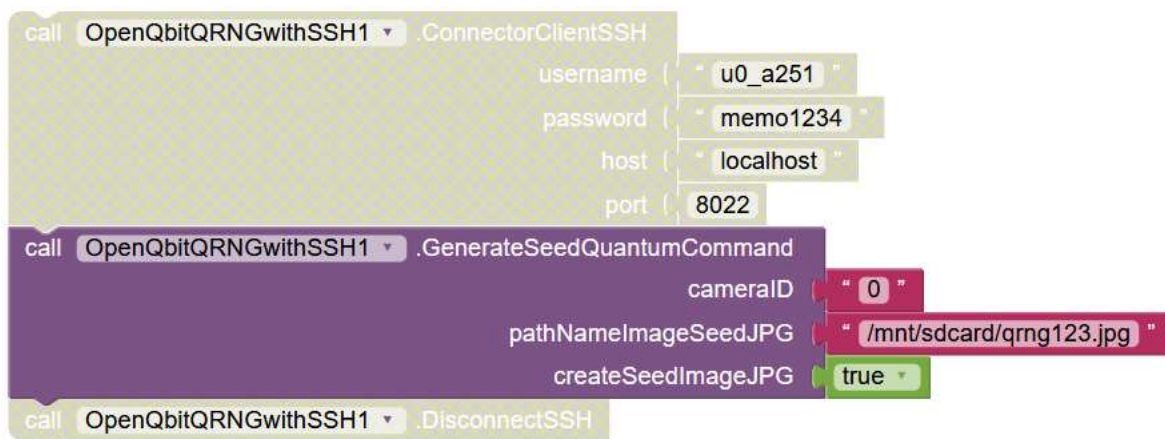 call OpenQbitQRNGwithSSH1 .ConnectorClientSSH
username “ u0_a251 ”
password “ memo1234 ”
host “ localhost ”
port 8022
call OpenQbitQRNGwithSSH1 .GenerateSeedQuantumCommand
cameraID “ 0 ”
pathNameImageSeedJPG “ /mnt/sdcard/qrng123.jpg ”
createSeedImageJPG true
call OpenQbitQRNGwithSSH1 .DisconnectSSH